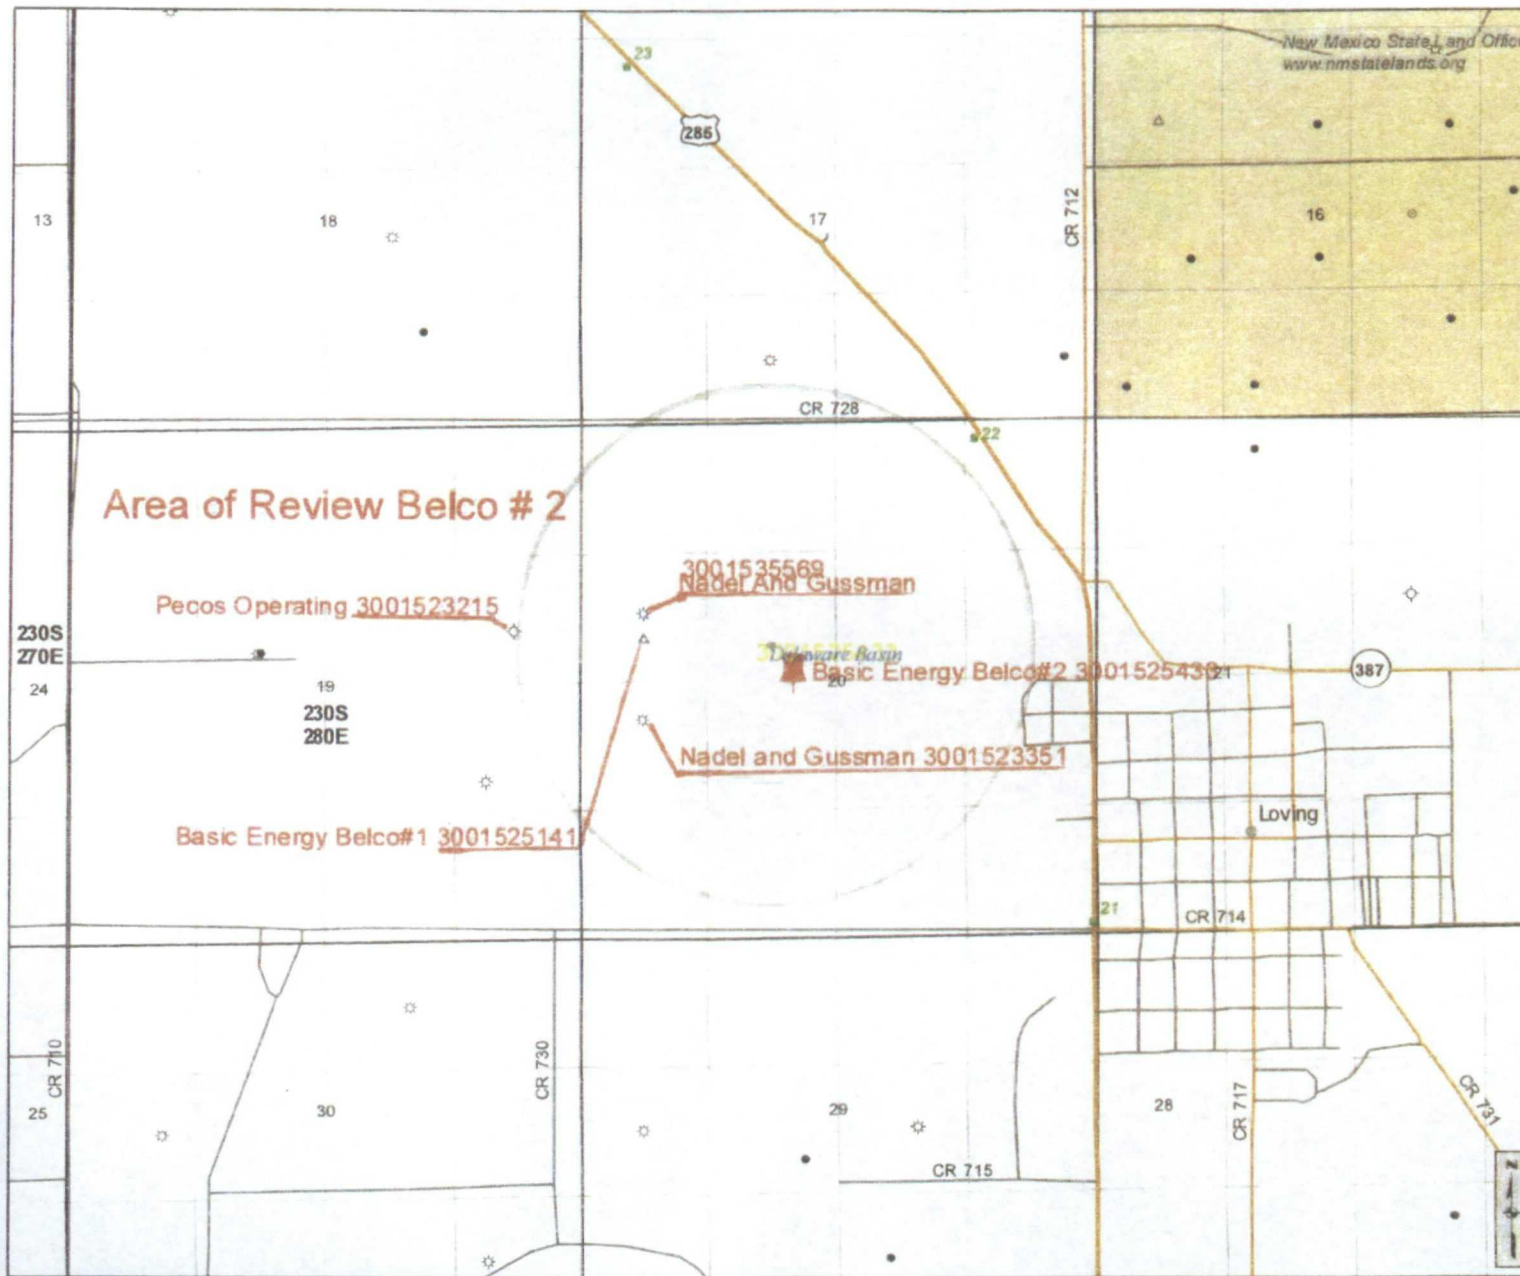 New Mexico State Land Office
www.nmstatelands.org
23
285
CR 712
13
18
17
16
CR 728
22
Area of Review Belco # 2
3001535569
Nadel And Gussman
Pecos Operating 3001523215
230S
270E
24
19
230S
280E
Delaware Basin
Basic Energy Belco#2 300152543
20
21
387
Nadel and Gussman 3001523351
Loving
Basic Energy Belco#1 3001525141
21
CR 714
CR 710
CR 730
25
30
29
28
CR 717
CR 731
CR 715
N